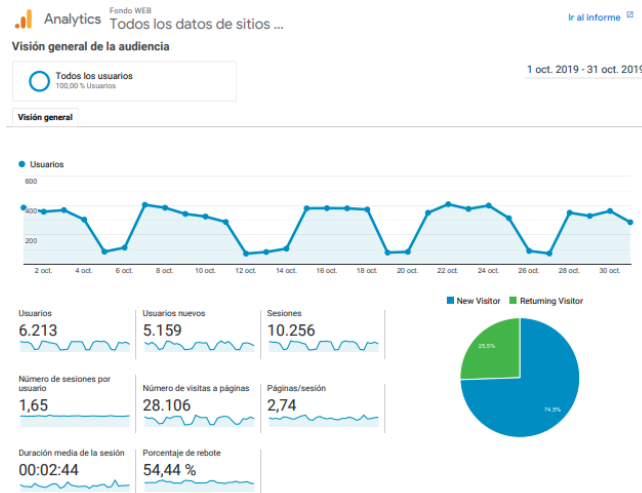 Analytics
Fondo WEB
Todos los datos de sitios ...
Ir al informe
Visión general de la audiencia
Todos los usuarios
100,00 % Usuarios
1 oct. 2019 - 31 oct. 2019
Visión general
Usuarios
600
400
200
2 oct. 4 oct. 6 oct. 8 oct. 10 oct. 12 oct. 14 oct. 16 oct. 18 oct. 20 oct. 22 oct. 24 oct. 26 oct. 28 oct. 30 oct.
New Visitor Returning Visitor
Usuarios
6.213
Usuarios nuevos
5.159
Sesiones
10.256
25,5%
74,5%
Número de sesiones por
usuario
1,65
Número de visitas a páginas
28.106
Páginas/sesión
2,74
Duración media de la sesión
00:02:44
Porcentaje de rebote
54,44 %